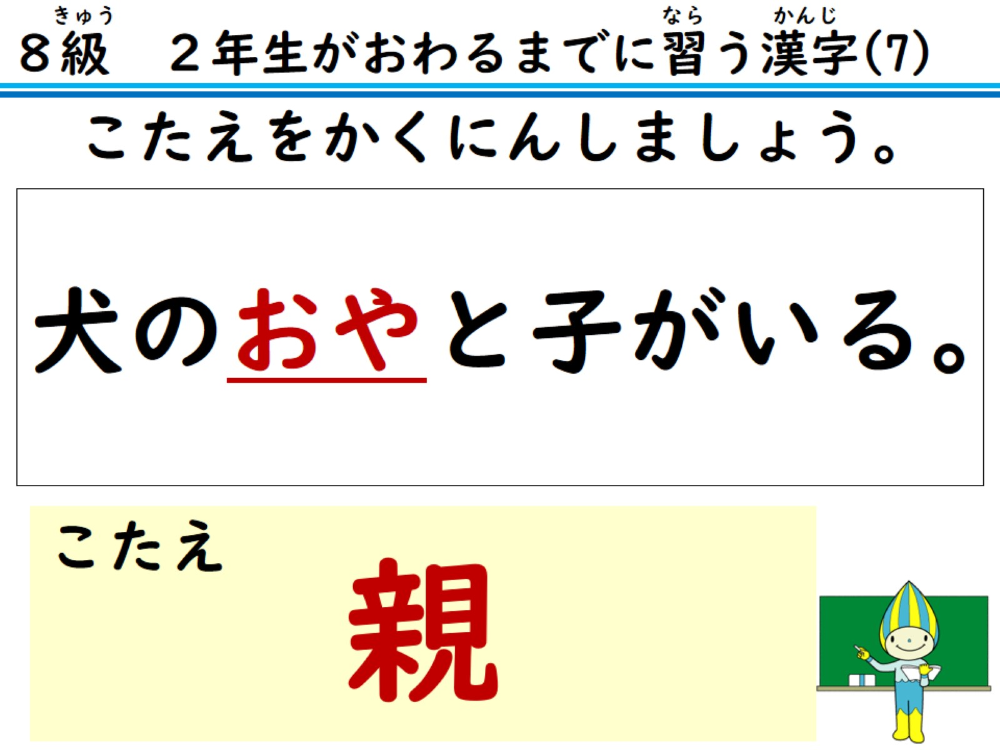 きゅう なら かんじ
８級　２年生がおわるまでに習う漢字(7)
こたえをかくにんしましょう。
犬のおやと子がいる。
こたえ
親